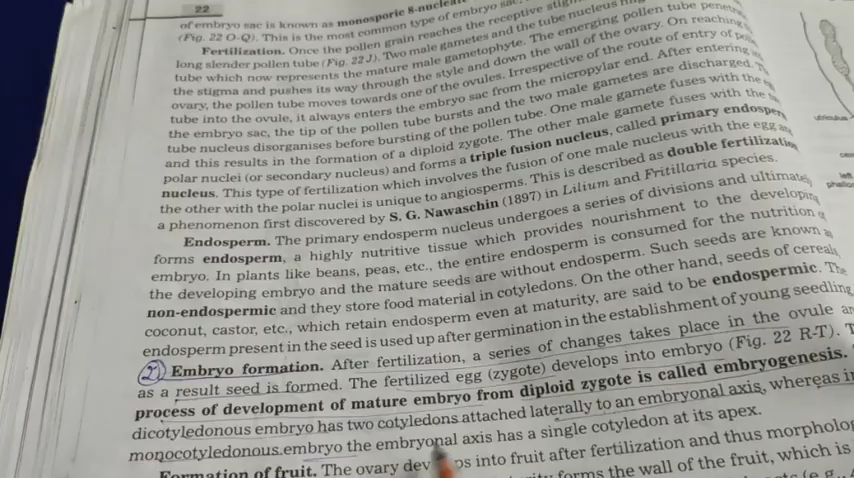 22
of embryo sac is known as monosporic 8-nucleate
(Fig. 22 O-Q). This is the most common type of embryo sac.
Fertilization. Once the pollen grain reaches the receptive
long slender pollen tube (Fig. 22 J). Two male gametes and the tube nucleus
tube which now represents the mature male gametophyte. The emerging pollen tube
the stigma and pushes its way through the style and down the wall of the ovary. On reaching
ovary, the pollen tube moves towards one of the ovules. Irrespective of the route of entry of
tube into the ovule, it always enters the embryo sac from the micropylar end. After entering
the embryo sac, the tip of the pollen tube bursts and the two male gametes are discharged.
tube nucleus disorganises before bursting of the pollen tube. One male gamete fuses with the
and this results in the formation of a diploid zygote. The other male gamete fuses with the
polar nuclei (or secondary nucleus) and forms a triple fusion nucleus, called primary endosper
nucleus. This type of fertilization which involves the fusion of one male nucleus with the egg an
the other with the polar nuclei is unique to angiosperms. This is described as double fertilization
a phenomenon first discovered by S. G. Nawaschin (1897) in Lilium and Fritillaria species.
Endosperm. The primary endosperm nucleus undergoes a series of divisions and ultimately
forms endosperm, a highly nutritive tissue which provides nourishment to the developing
embryo. In plants like beans, peas, etc., the entire endosperm is consumed for the nutrition o
the developing embryo and the mature seeds are without endosperm. Such seeds are known a
non-endospermic and they store food material in cotyledons. On the other hand, seeds of cereals,
coconut, castor, etc., which retain endosperm even at maturity, are said to be endospermic. The
endosperm present in the seed is used up after germination in the establishment of young seedling
2) Embryo formation. After fertilization, a series of changes takes place in the ovule an
as a result seed is formed. The fertilized egg (zygote) develops into embryo (Fig. 22 R-T). T
process of development of mature embryo from diploid zygote is called embryogenesis.
dicotyledonous embryo has two cotyledons attached laterally to an embryonal axis, whereas in
monocotyledonous embryo the embryonal axis has a single cotyledon at its apex.
Formation of fruit. The ovary dev ps into fruit after fertilization and thus morpholog
forms the wall of the fruit, which is
utriculus
cen
left
phallo